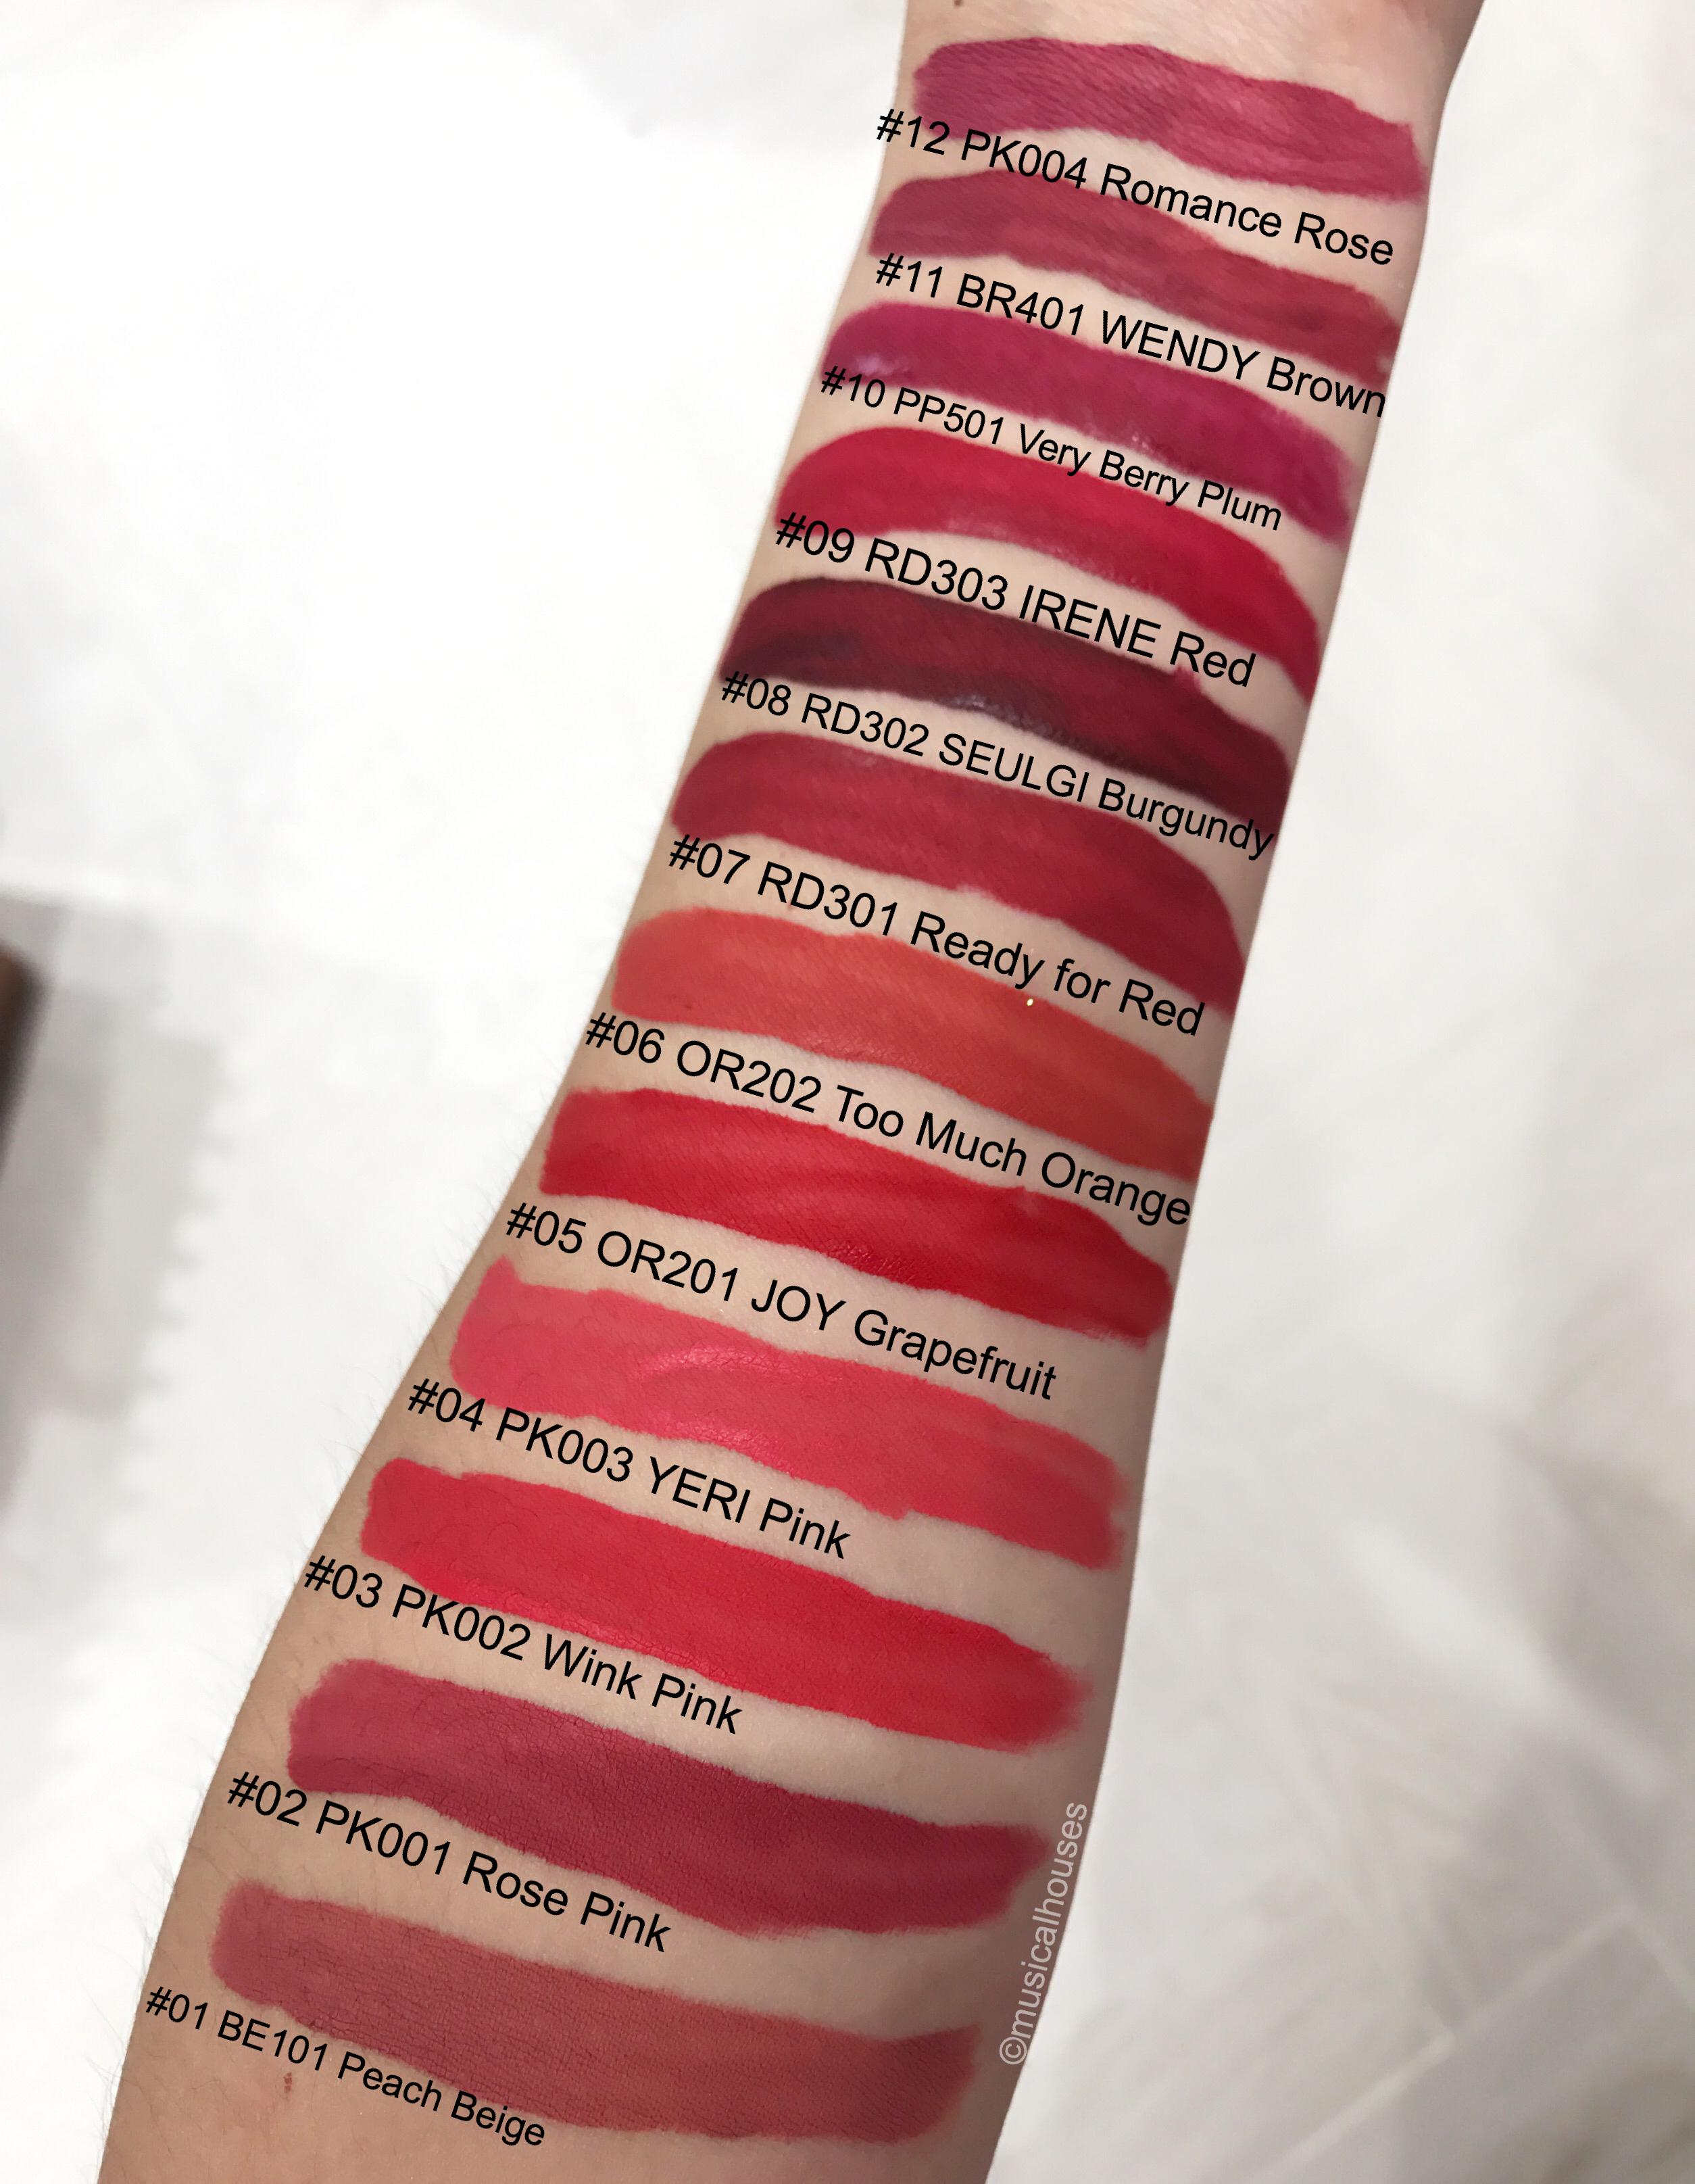 #12 PK004 Romance Rose
#11 BR401 WENDY Brown
#10 PP501 Very Berry Plum
#09 RD303 IRENE Red
#08 RD302 SEULGI Burgundy
#07 RD301 Ready for Red
#06 OR202 Too Much Orange
#05 OR201 JOY Grapefruit
#04 PK003 YERI Pink
#03 PK002 Wink Pink
#02 PK001 Rose Pink
#01 BE101 Peach Beige
©musicalhouses